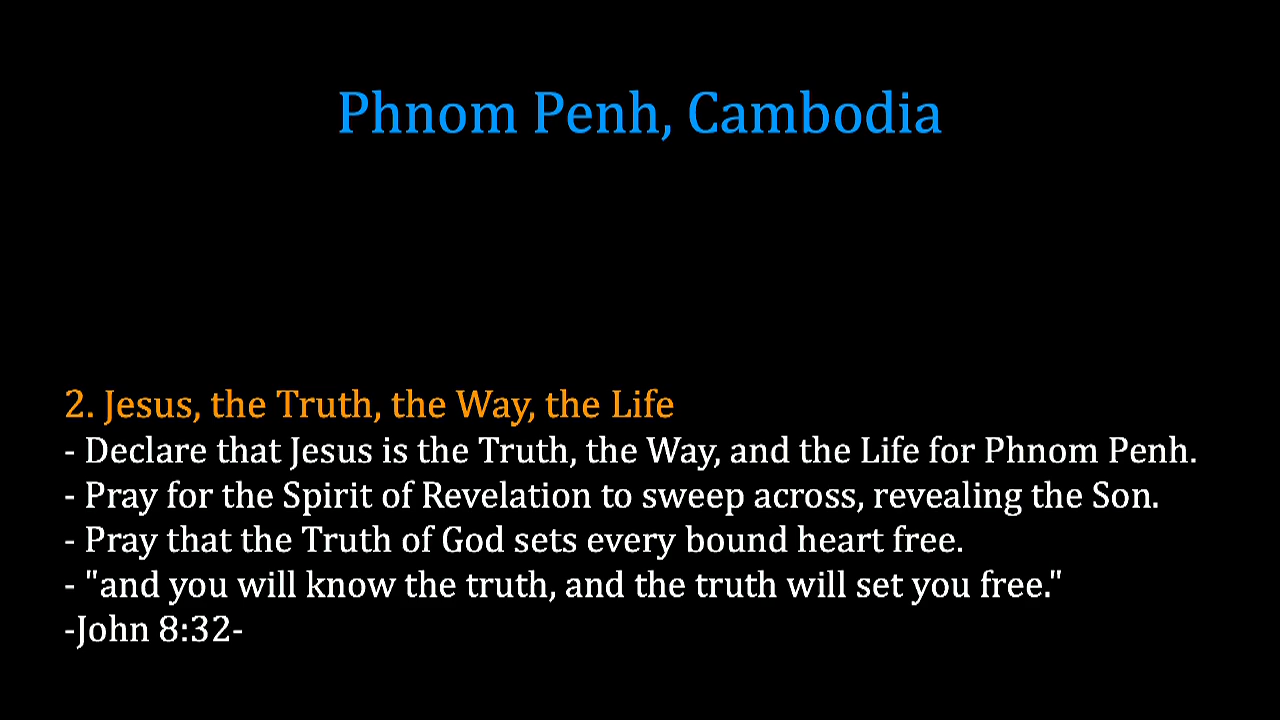 Phnom Penh, Cambodia
2. Jesus, the Truth, the Way, the Life
- Declare that Jesus is the Truth, the Way, and the Life for Phnom Penh.
- Pray for the Spirit of Revelation to sweep across, revealing the Son.
- Pray that the Truth of God sets every bound heart free.
- "and you will know the truth, and the truth will set you free."
-John 8:32-